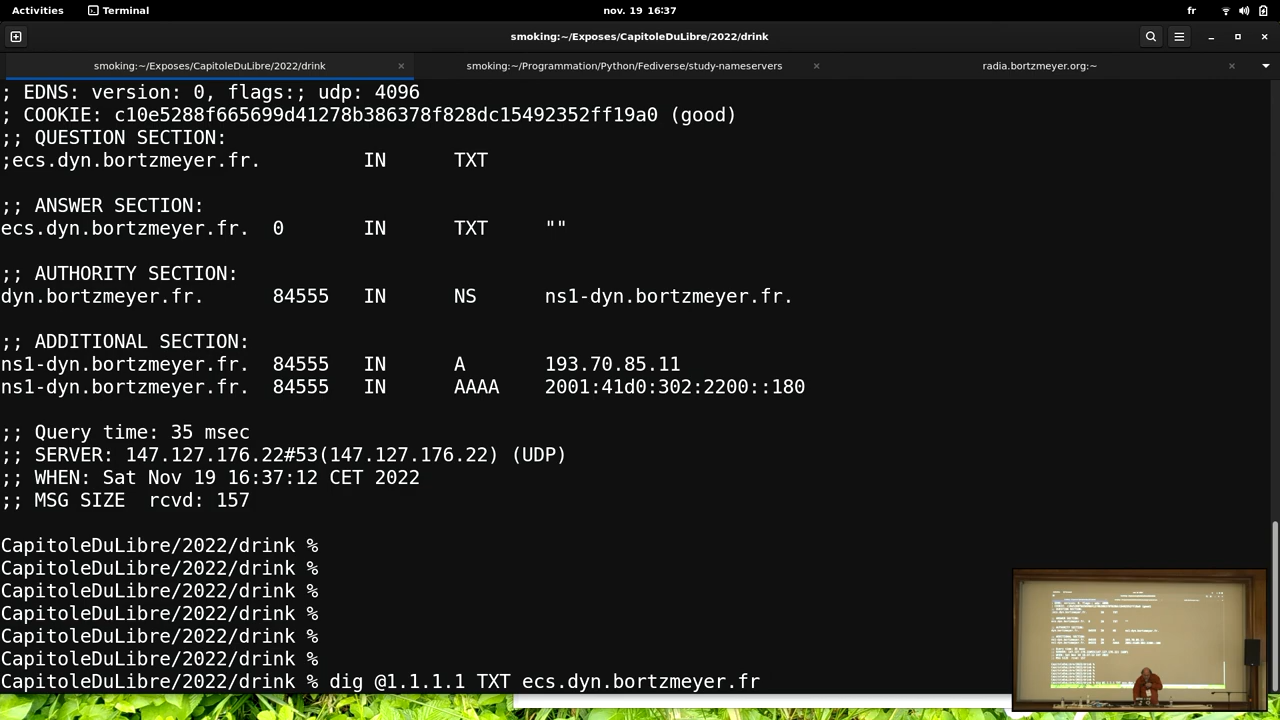 Activities Terminal nov. 19 16:37 fr
smoking:~/Exposes/CapitoleDuLibre/2022/drink
smoking:~/Exposes/CapitoleDuLibre/2022/drink × smoking:~/Programmation/Python/Fediverse/study-nameservers × radia.bortzmeyer.org:~ ×
; EDNS: version: 0, flags:; udp: 4096
; COOKIE: c10e5288f665699d41278b386378f828dc15492352ff19a0 (good)
;; QUESTION SECTION:
;ecs.dyn.bortzmeyer.fr. IN TXT
;; ANSWER SECTION:
ecs.dyn.bortzmeyer.fr. 0 IN TXT ""
;; AUTHORITY SECTION:
dyn.bortzmeyer.fr. 84555 IN NS ns1-dyn.bortzmeyer.fr.
;; ADDITIONAL SECTION:
ns1-dyn.bortzmeyer.fr. 84555 IN A 193.70.85.11
ns1-dyn.bortzmeyer.fr. 84555 IN AAAA 2001:41d0:302:2200::180
;; Query time: 35 msec
;; SERVER: 147.127.176.22#53(147.127.176.22) (UDP)
;; WHEN: Sat Nov 19 16:37:12 CET 2022
;; MSG SIZE rcvd: 157
CapitoleDuLibre/2022/drink %
CapitoleDuLibre/2022/drink %
CapitoleDuLibre/2022/drink %
CapitoleDuLibre/2022/drink %
CapitoleDuLibre/2022/drink %
CapitoleDuLibre/2022/drink %
CapitoleDuLibre/2022/drink % dig @1.1.1.1 TXT ecs.dyn.bortzmeyer.fr